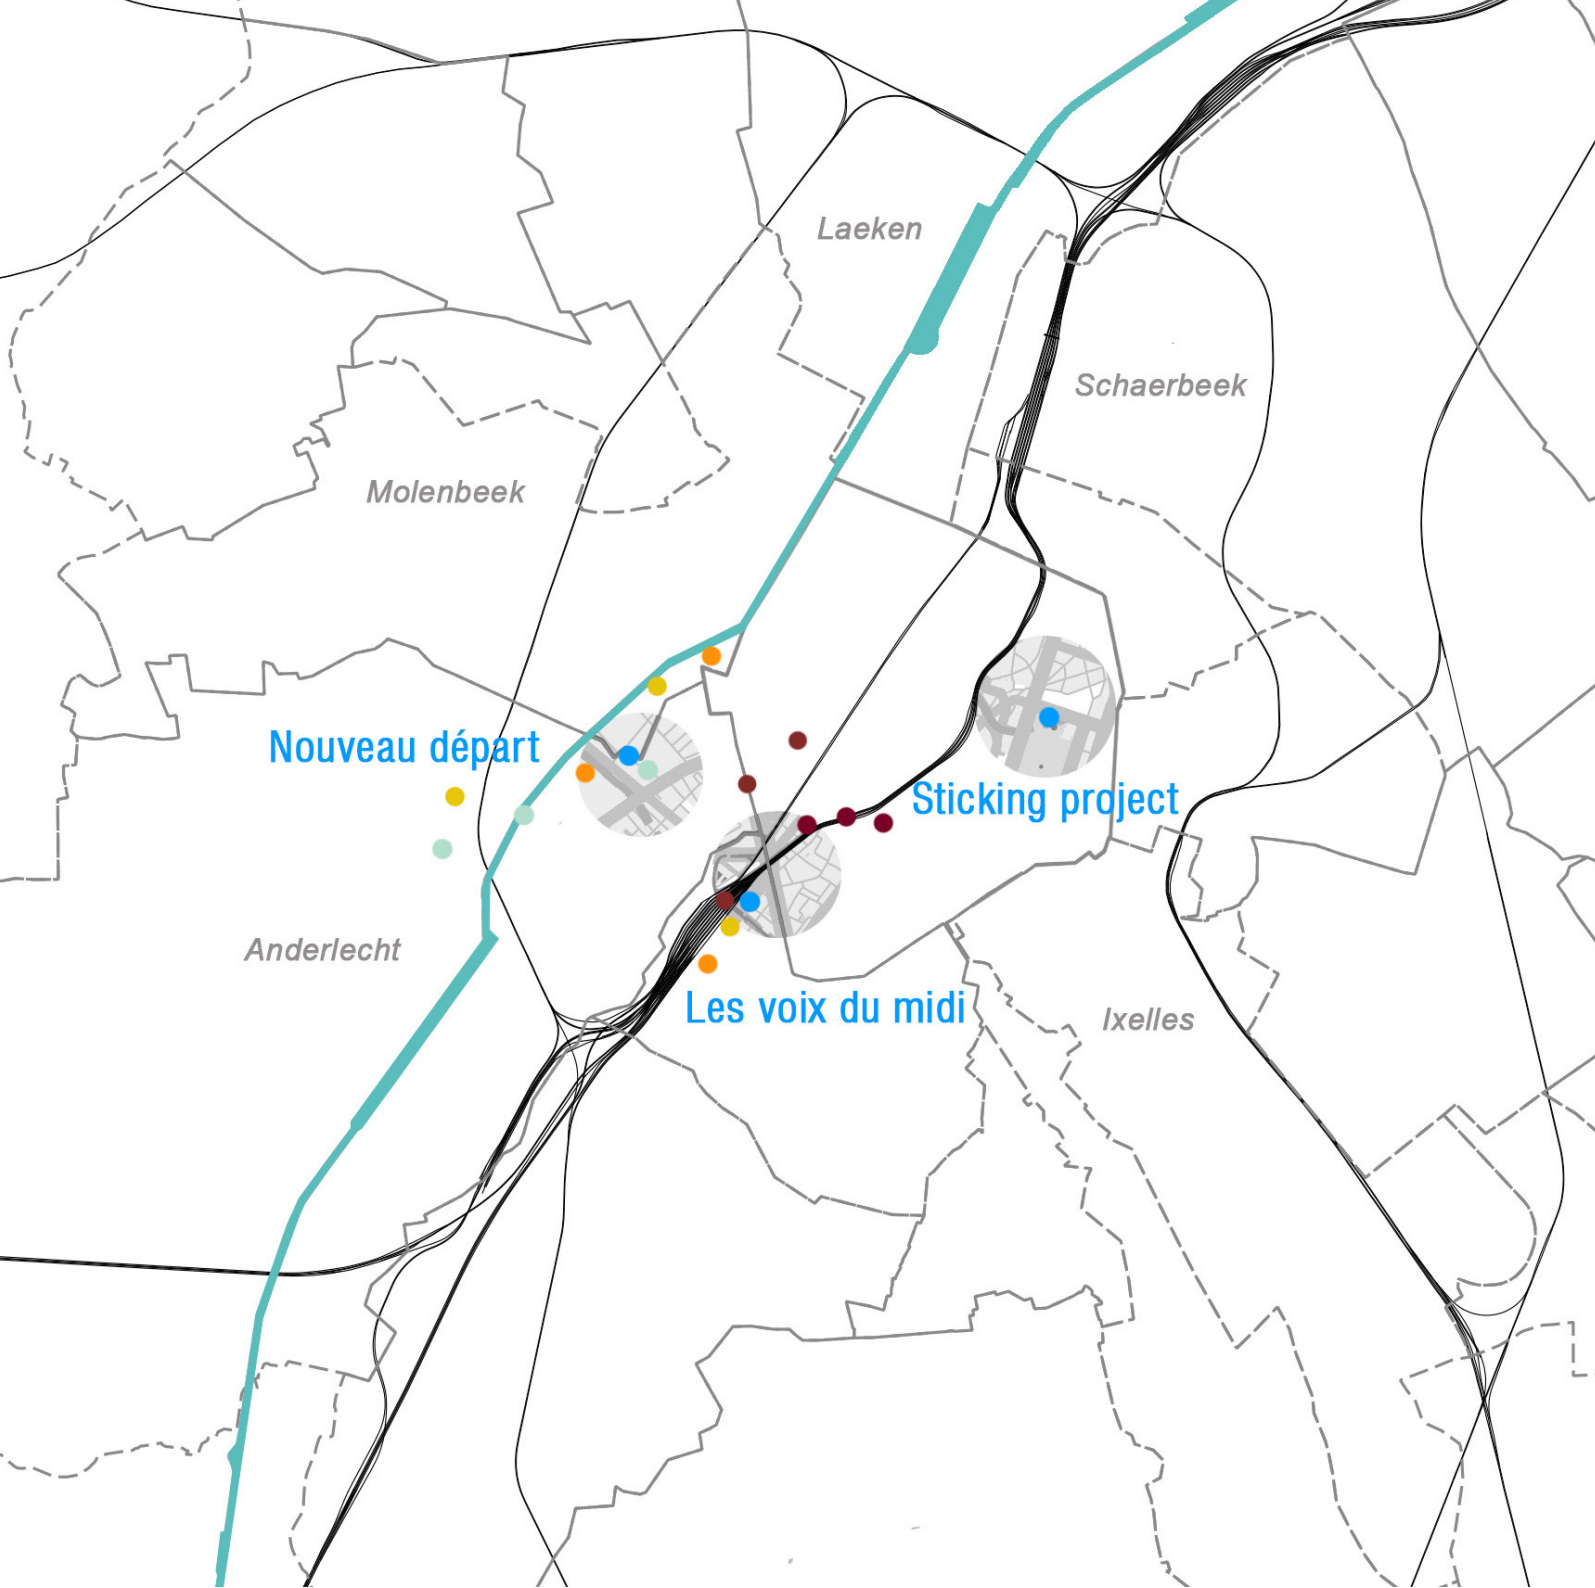 Laeken
Schaerbeek
Molenbeek
Nouveau départ
Sticking project
Anderlecht
Les voix du midi
Ixelles